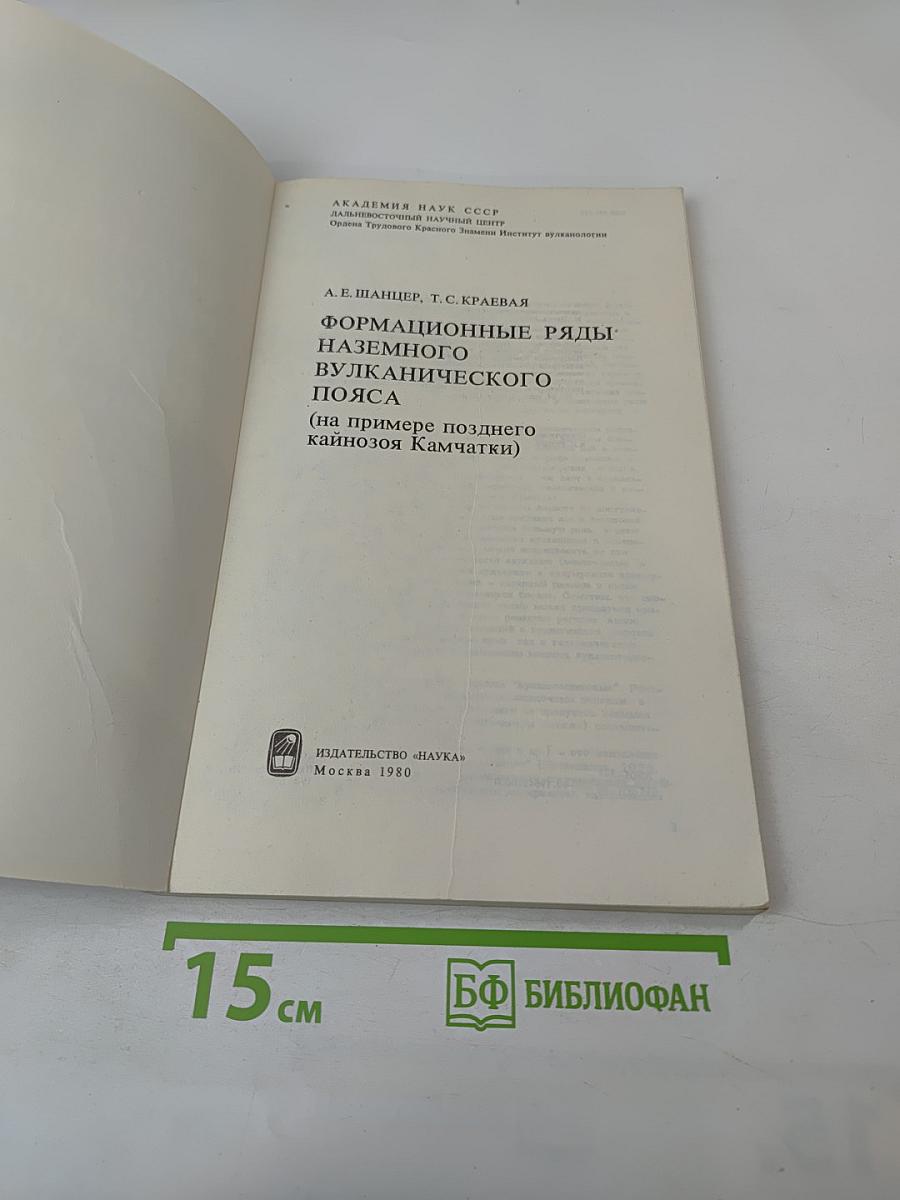 АКАДЕМИЯ НАУК СССР
ДАЛЬНЕВОСТОЧНЫЙ НАУЧНЫЙ ЦЕНТР
Ордена Трудового Красного Знамени Институт вулканологии
А. Е. ШАНЦЕР, Т. С. КРАЕВАЯ
ФОРМАЦИОННЫЕ РЯДЫ
НАЗЕМНОГО
ВУЛКАНИЧЕСКОГО
ПОЯСА
(на примере позднего
кайнозоя Камчатки)
ИЗДАТЕЛЬСТВО «НАУКА»
Москва 1980
15 см
БФ БИБЛИОФАН